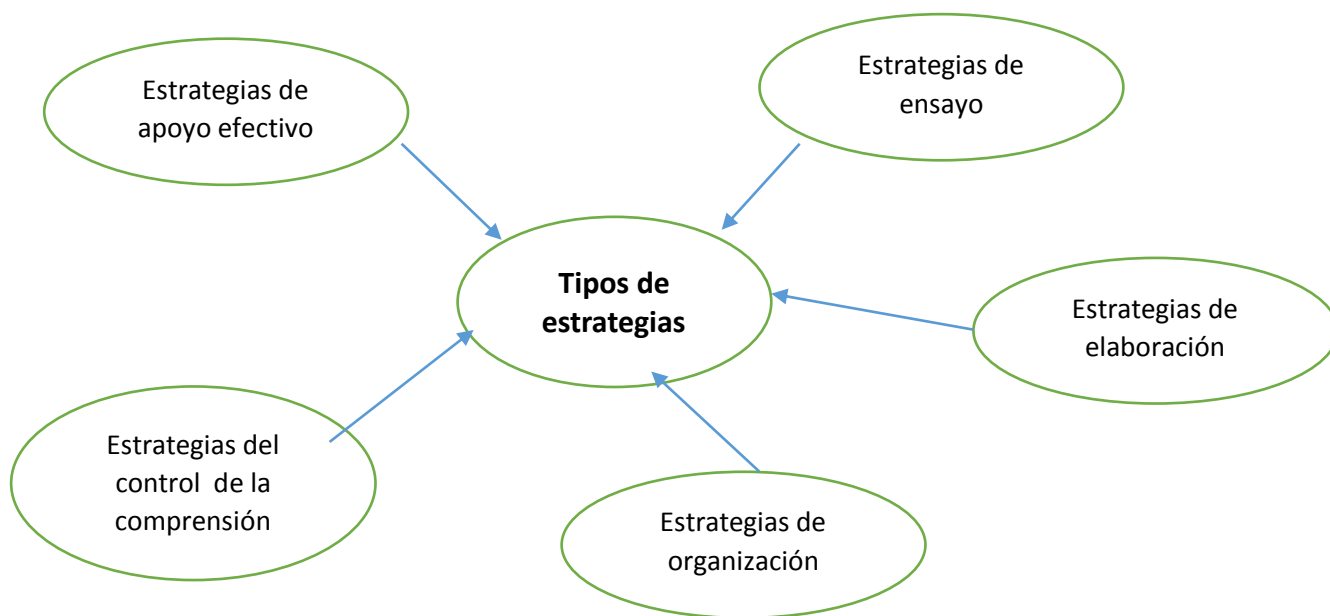 Estrategias de
apoyo efectivo
Estrategias de
ensayo
Tipos de
estrategias
Estrategias de
elaboración
Estrategias del
control  de la
comprensión
Estrategias de
organización